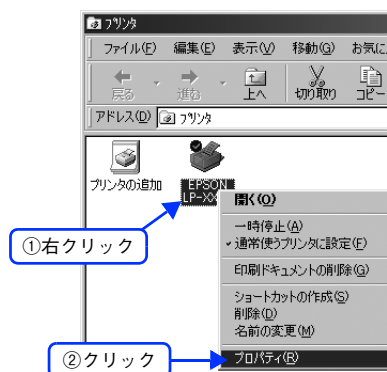 プリンタ
ファイル(F) 編集(E) 表示(V) 移動(G) お気に
戻る 進む 上へ 切り取り コピー
アドレス(D) プリンタ
プリンタの追加 EPSON
LP-XX
開く(O)
一時停止(A)
通常使うプリンタに設定(F)
印刷ドキュメントの削除(G)
ショートカットの作成(S)
削除(D)
名前の変更(M)
プロパティ(R)
①右クリック
②クリック